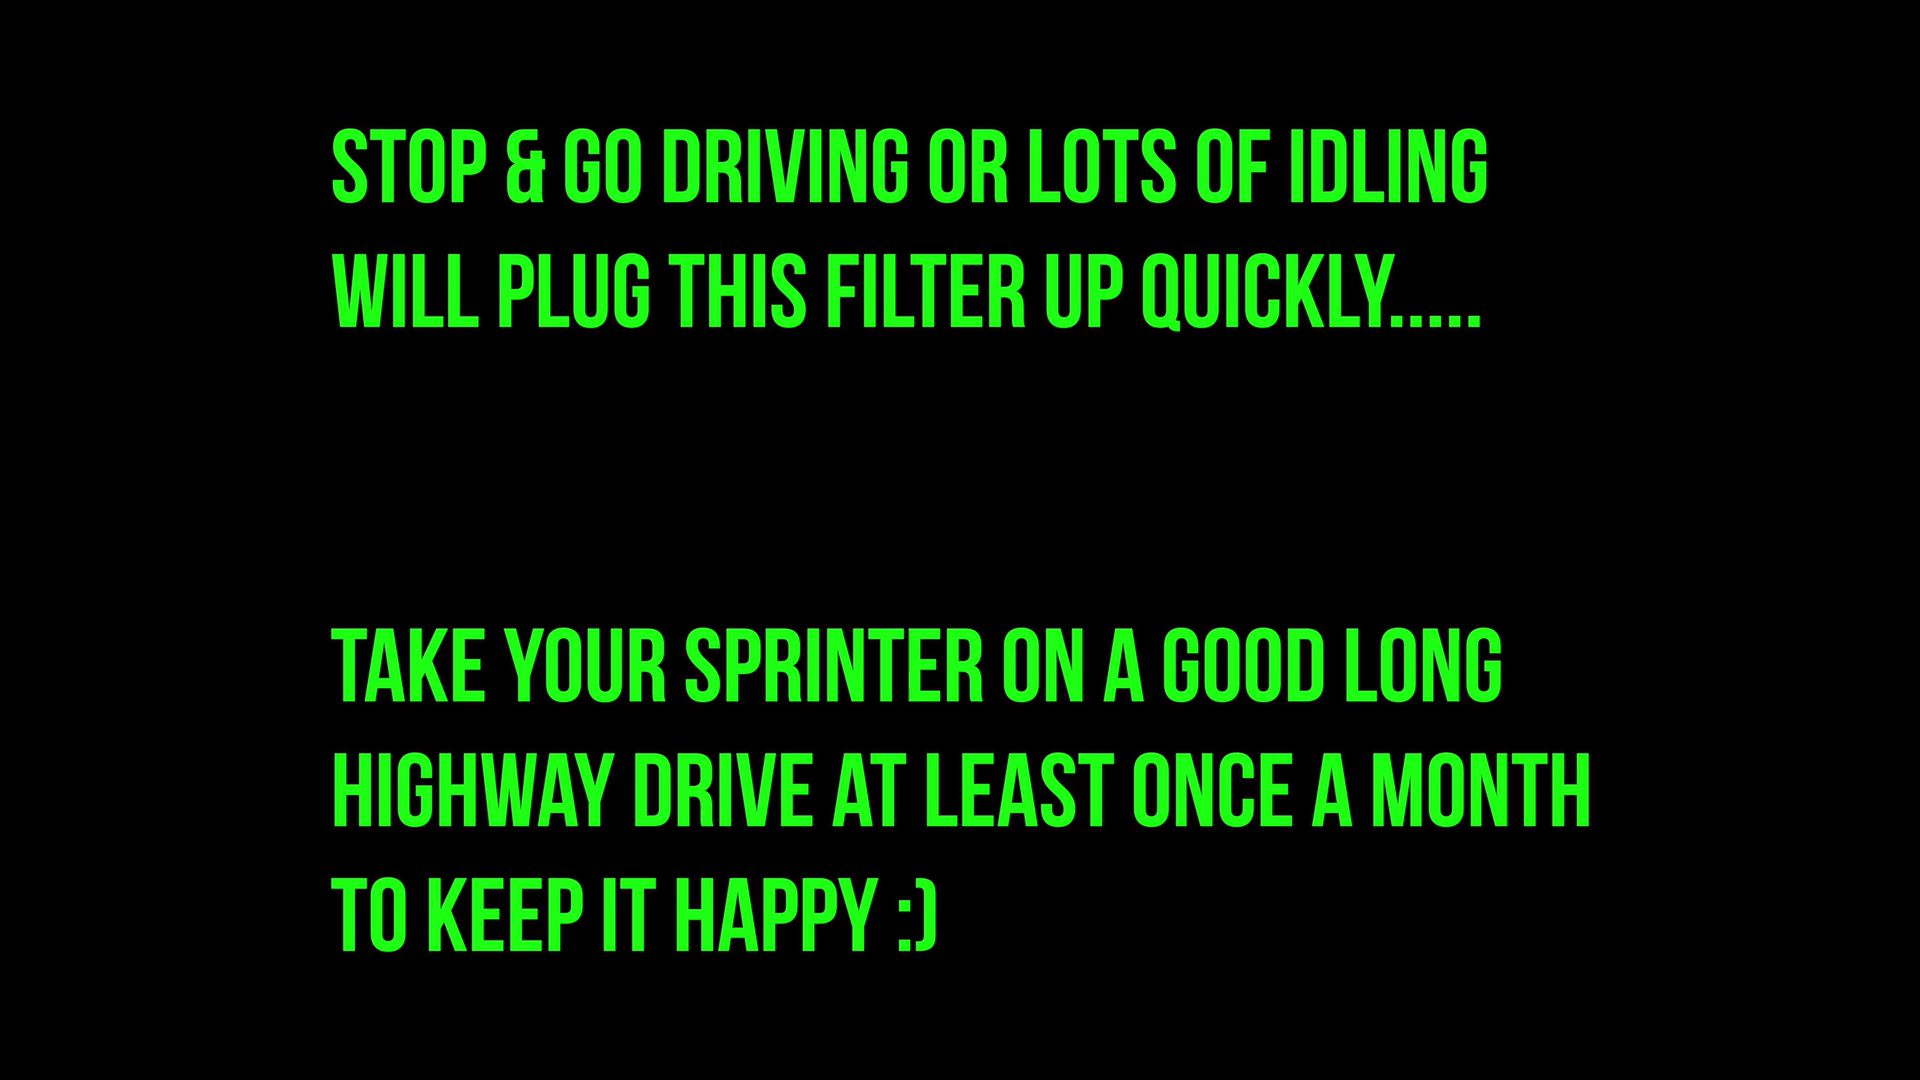 STOP & GO DRIVING OR LOTS OF IDLING
WILL PLUG THIS FILTER UP QUICKLY.....
TAKE YOUR SPRINTER ON A GOOD LONG
HIGHWAY DRIVE AT LEAST ONCE A MONTH
TO KEEP IT HAPPY :)